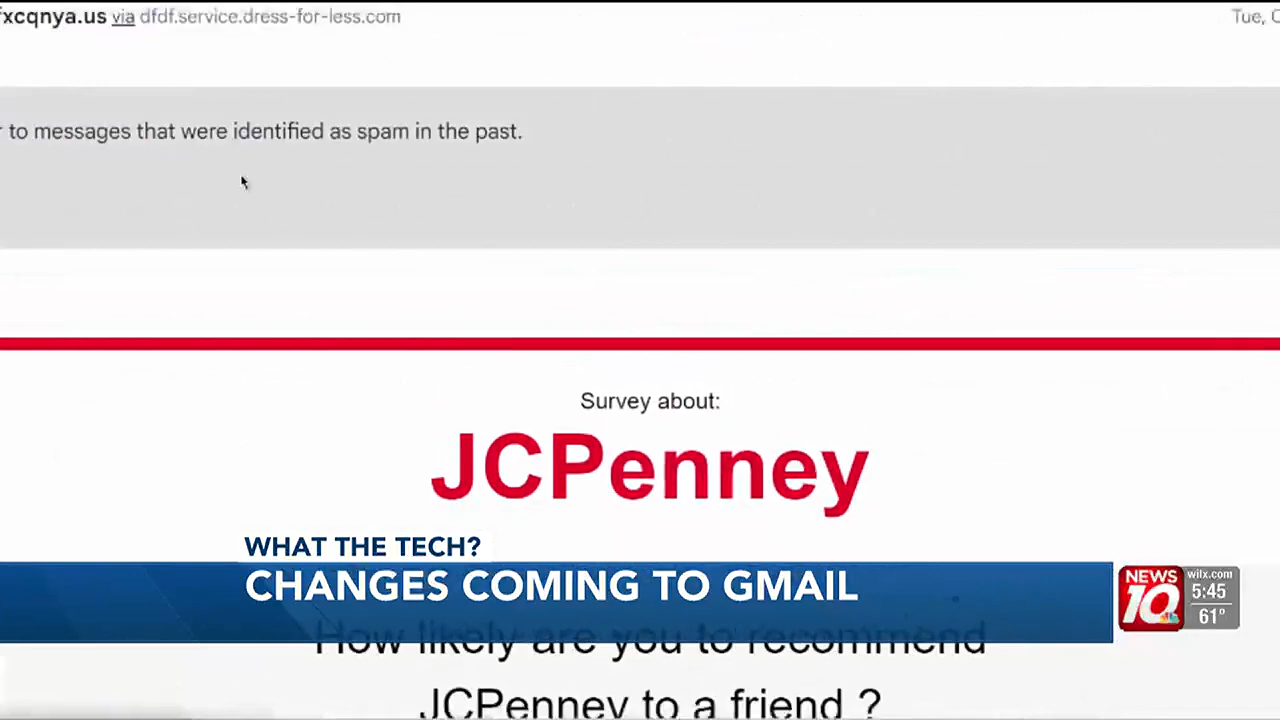 fxcqnya.us via dfdf.service.dress-for-less.com
Tue,
to messages that were identified as spam in the past.
Survey about:
JCPenney
WHAT THE TECH?
CHANGES COMING TO GMAIL
NEWS 10
wilx.com
5:45
61°
How likely are you to recommend
JCPenney to a friend ?